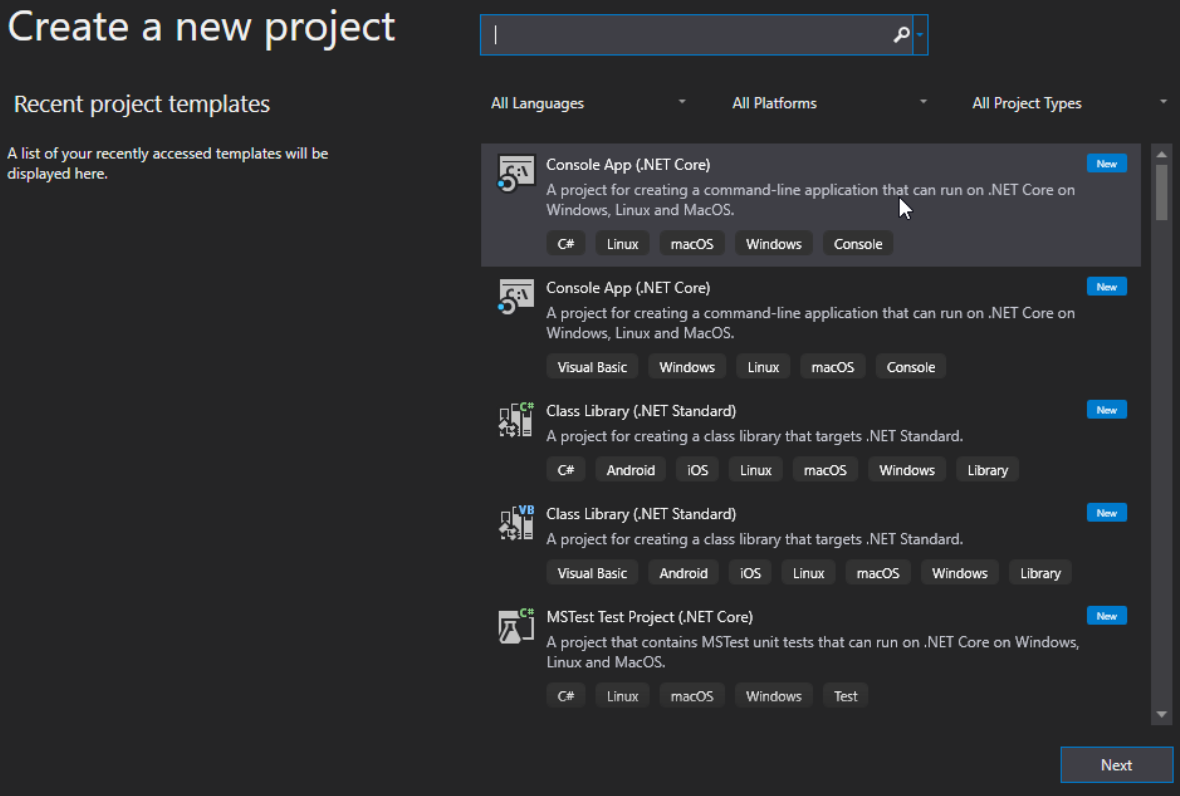 Create a new project
Recent project templates
A list of your recently accessed templates will be
displayed here.
All Languages
All Platforms
All Project Types
Console App (.NET Core)
New
A project for creating a command-line application that can run on .NET Core on
Windows, Linux and MacOS.
C# Linux macOS Windows Console
Console App (.NET Core)
New
A project for creating a command-line application that can run on .NET Core on
Windows, Linux and MacOS.
Visual Basic Windows Linux macOS Console
C#
Class Library (.NET Standard)
New
A project for creating a class library that targets .NET Standard.
C# Android iOS Linux macOS Windows Library
VB
Class Library (.NET Standard)
New
A project for creating a class library that targets .NET Standard.
Visual Basic Android iOS Linux macOS Windows Library
C#
MSTest Test Project (.NET Core)
New
A project that contains MSTest unit tests that can run on .NET Core on Windows,
Linux and MacOS.
C# Linux macOS Windows Test
Next